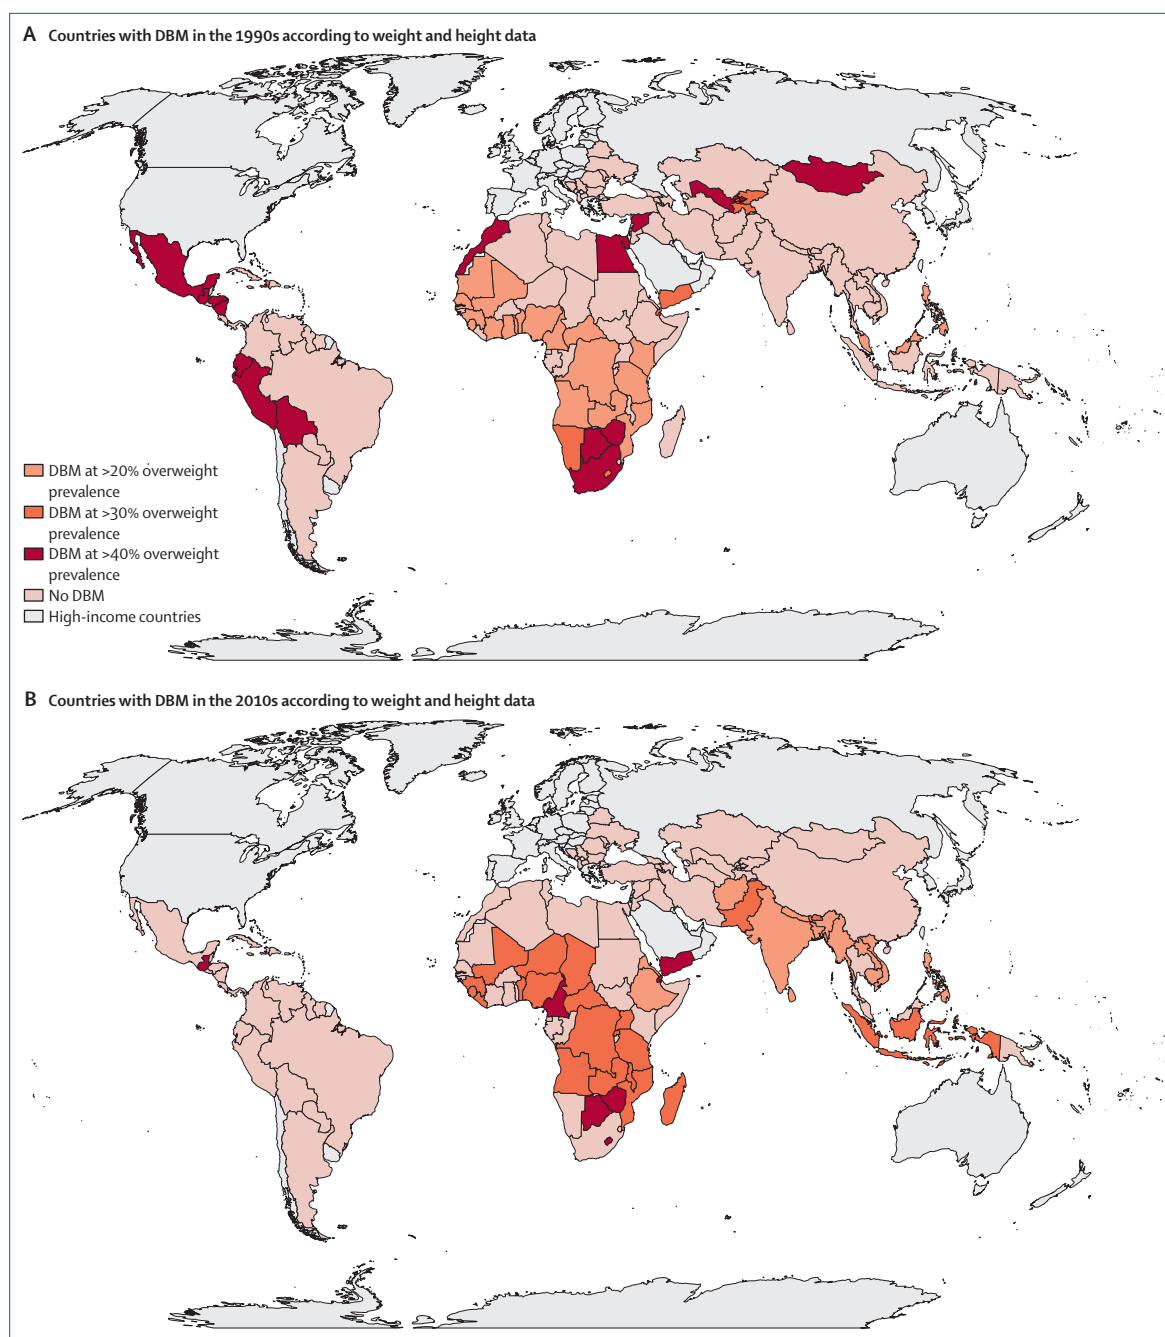 A Countries with DBM in the 1990s according to weight and height data
DBM at >20% overweight
prevalence
DBM at >30% overweight
prevalence
DBM at >40% overweight
prevalence
No DBM
High-income countries
B Countries with DBM in the 2010s according to weight and height data